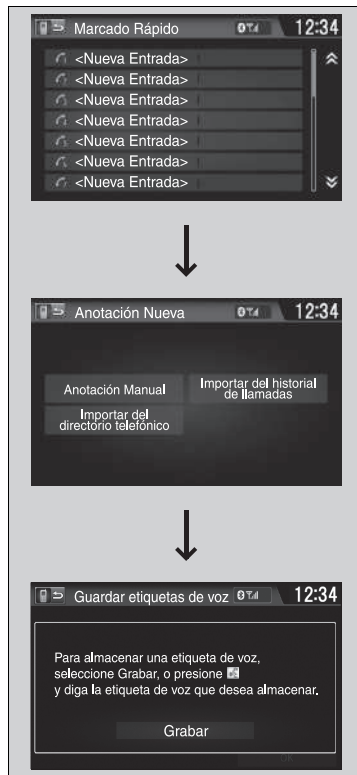 Marcado Rápido 12:34
<Nueva Entrada>
<Nueva Entrada>
<Nueva Entrada>
<Nueva Entrada>
<Nueva Entrada>
<Nueva Entrada>
<Nueva Entrada>
Anotación Nueva 12:34
Anotación Manual
Importar del historial
de llamadas
Importar del
directorio telefónico
Guardar etiquetas de voz 12:34
Para almacenar una etiqueta de voz,
seleccione Grabar, o presione
y diga la etiqueta de voz que desea almacenar.
Grabar
OK